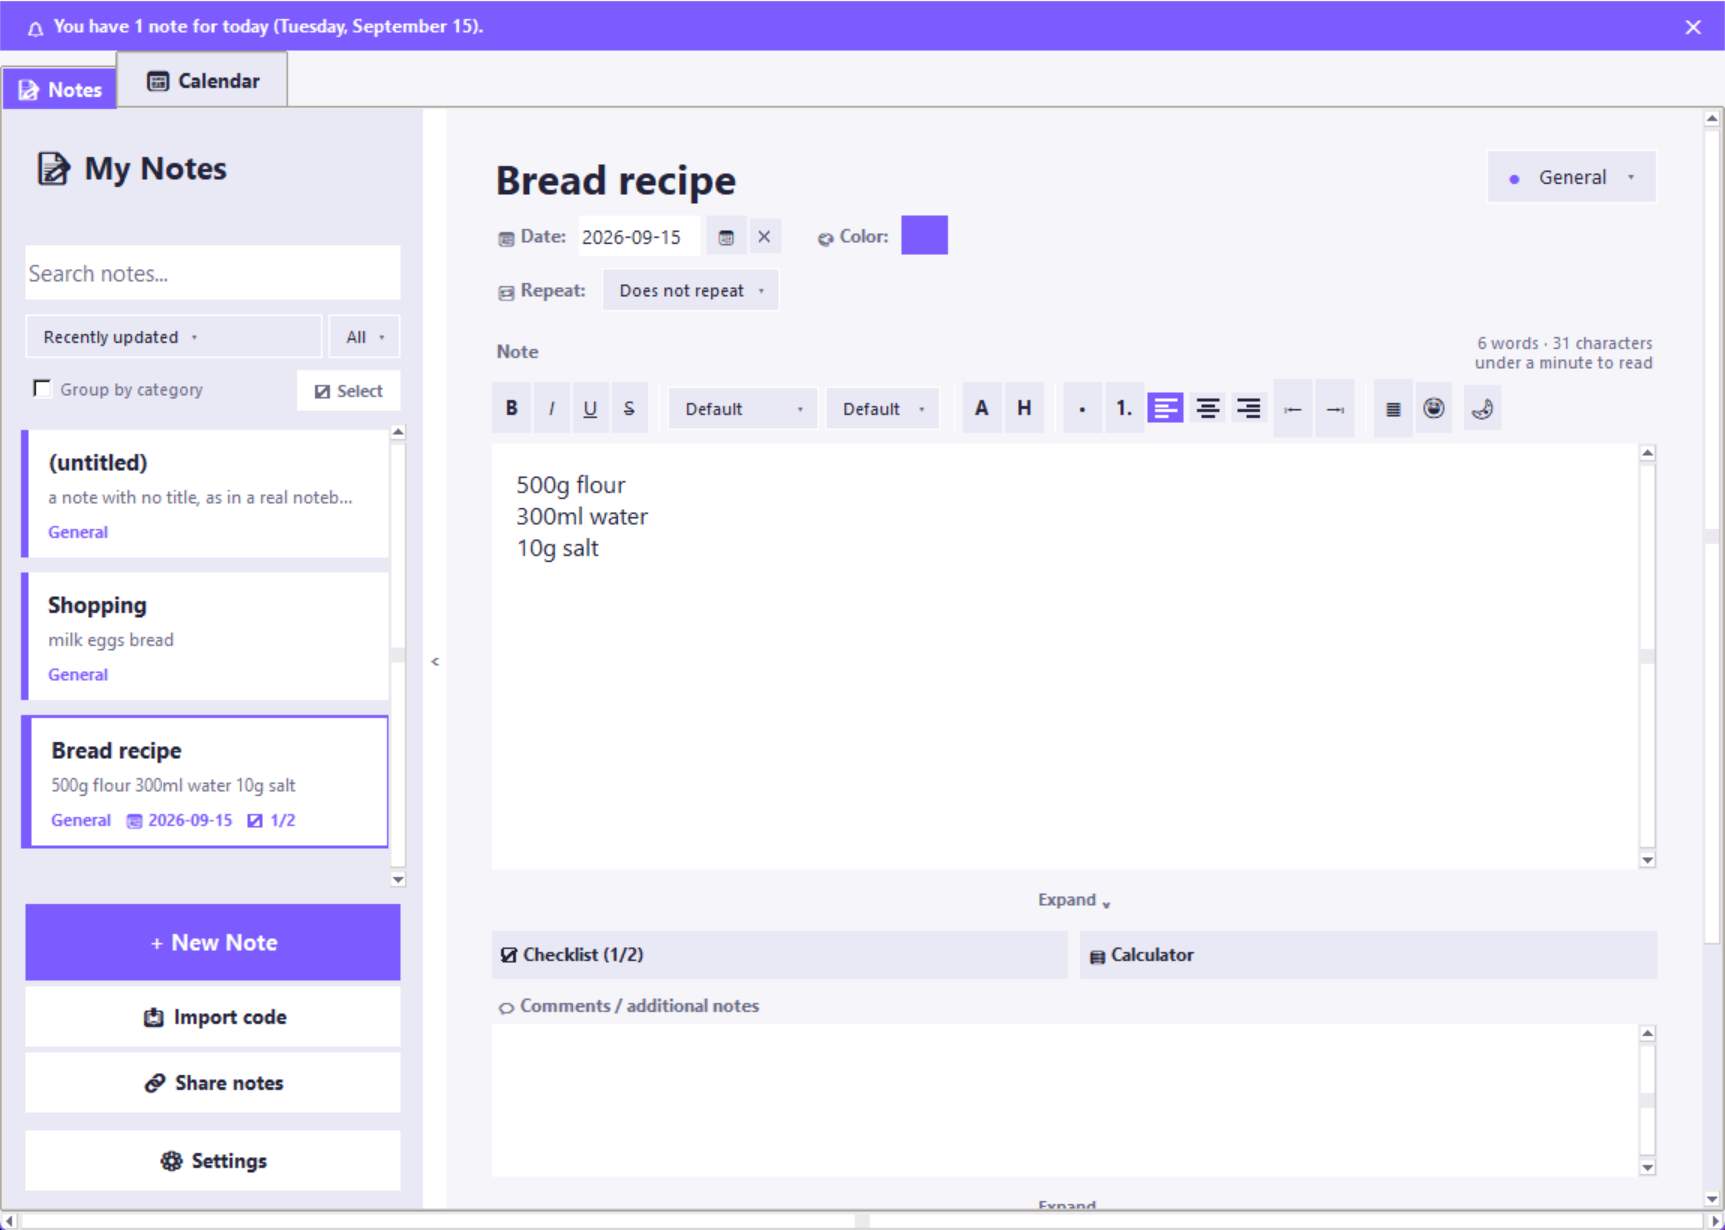 You have 1 note for today (Tuesday, September 15).
Notes
Calendar
My Notes
Search notes...
Recently updated
All
Group by category
Select
(untitled)
a note with no title, as in a real noteb...
General
Shopping
milk eggs bread
General
Bread recipe
500g flour 300ml water 10g salt
General 2026-09-15 1/2
+ New Note
Import code
Share notes
Settings
Bread recipe
General
Date: 2026-09-15
Color:
Repeat: Does not repeat
Note
6 words · 31 characters
under a minute to read
B I U S Default Default A H • 1.
500g flour
300ml water
10g salt
Expand
Checklist (1/2)
Calculator
Comments / additional notes
Expand